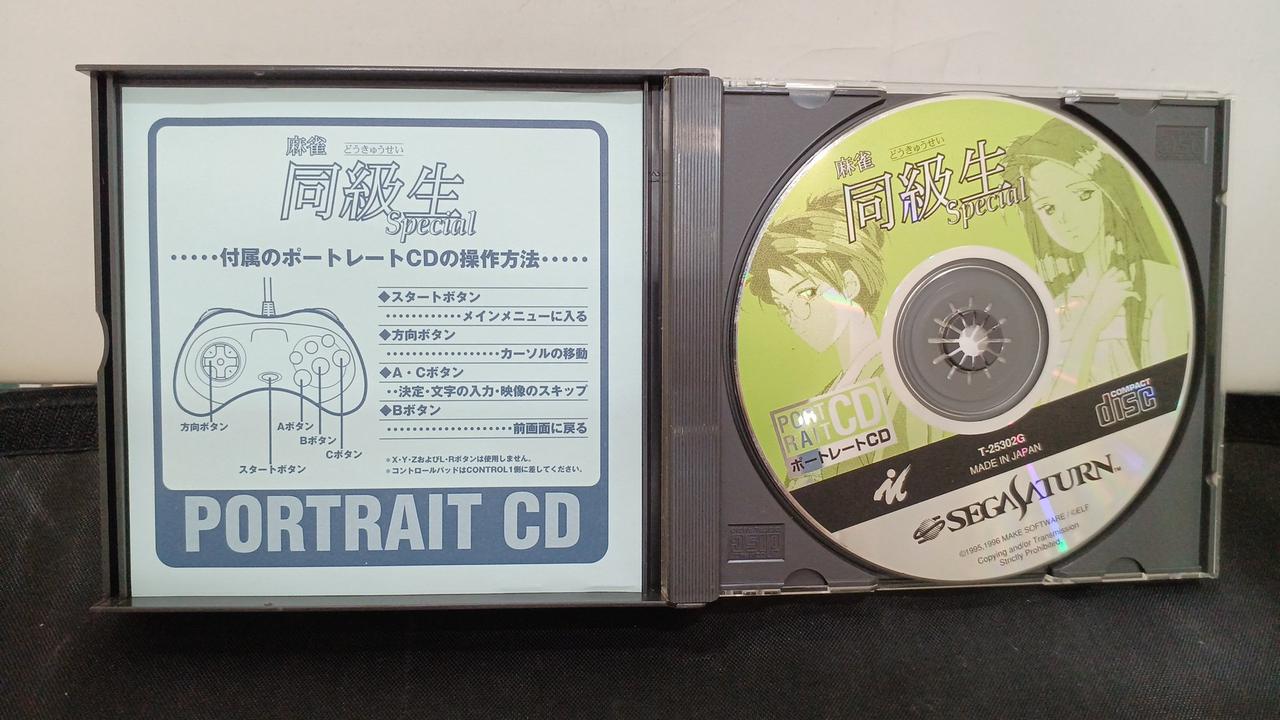 麻雀
どうきゅうせい
同級生
Special
・・・・・付属のポートレートCDの操作方法・・・・・
◆スタートボタン
・・・・・・・・・・・・メインメニューに入る
◆方向ボタン
・・・・・・・・・・・・・・・・・・カーソルの移動
◆A・Cボタン
・・決定・文字の入力・映像のスキップ
◆Bボタン
・・・・・・・・・・・・・・・・・・・・前画面に戻る
方向ボタン
Aボタン
Bボタン
Cボタン
スタートボタン
※X・Y・ZおよびL・Rボタンは使用しません。
※コントロールパッドはCONTROL1側に差してください。
PORTRAIT CD
麻雀
どうきゅうせい
同級生
Special
PORT
RAIT CD
ポートレートCD
COMPACT
disc
T-25302G
MADE IN JAPAN
SEGA SATURN™
©1995,1996 MAKE SOFTWARE / ©ELF
Copying and/or Transmission
Strictly Prohibited.